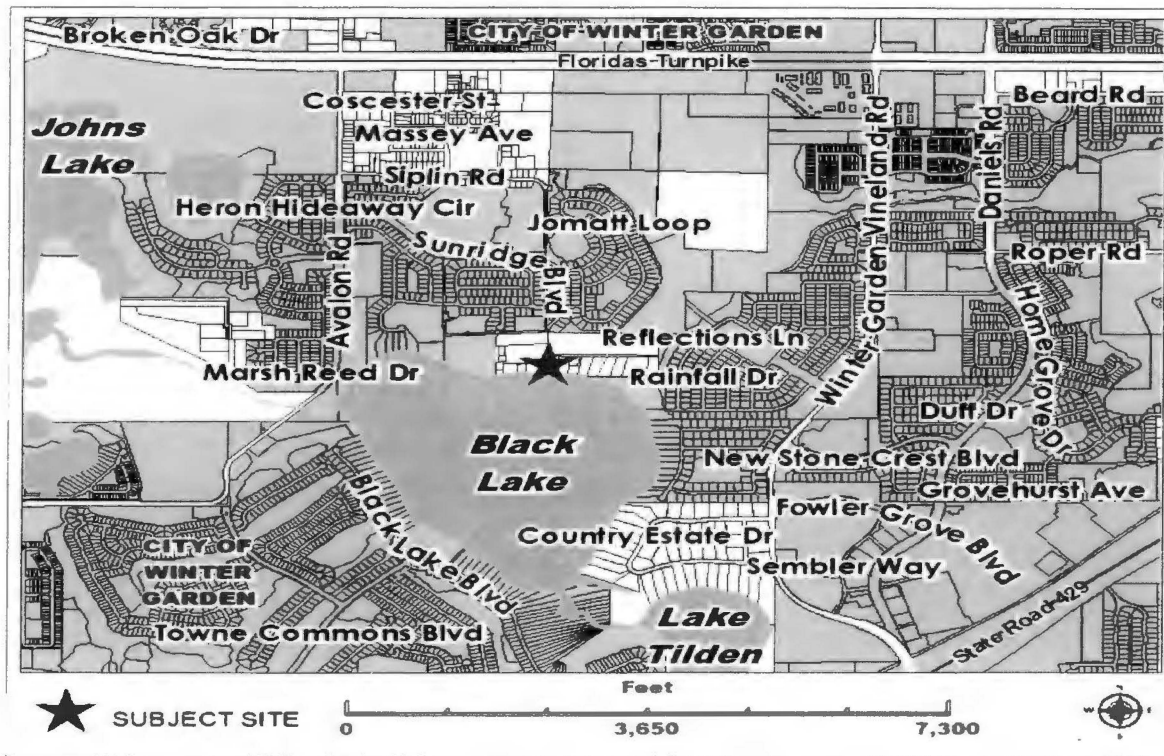 Broken Oak Dr
CITY OF WINTER GARDEN
Floridas Turnpike
Coscester St
Beard Rd
Johns
Lake
Massey Ave
Siplin Rd
Winter Garden Vineland Rd
Daniels Rd
Heron Hideaway Cir
Jomatt Loop
Sunridge Blvd
Roper Rd
Avalon Rd
Home Grove Dr
Reflections Ln
Marsh Reed Dr
Rainfall Dr
Duff Dr
Black
Lake
New Stone Crest Blvd
Grovehurst Ave
Black Lake Blvd
Fowler Grove Blvd
Country Estate Dr
CITY OF
WINTER
GARDEN
Sembler Way
Lake
Tilden
Towne Commons Blvd
State Road 429
SUBJECT SITE
Feet
0 3,650 7,300
W